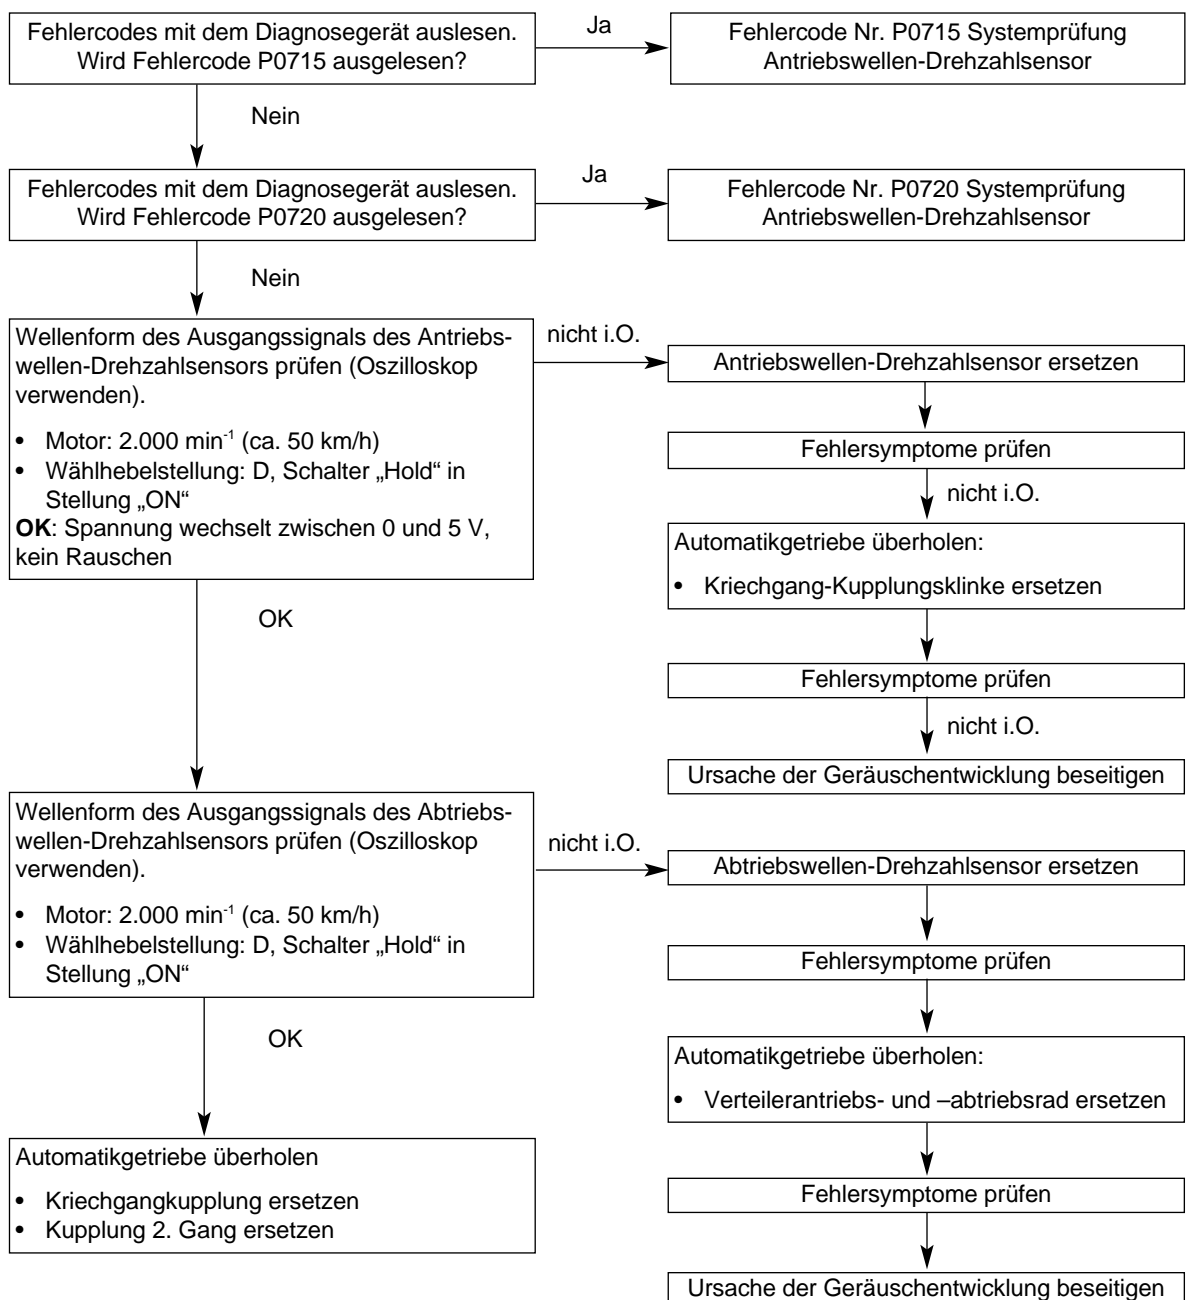 Fehlercodes mit dem Diagnosegerät auslesen.
Wird Fehlercode P0715 ausgelesen?
Ja
Fehlercode Nr. P0715 Systemprüfung
Antriebswellen-Drehzahlsensor
Nein
Fehlercodes mit dem Diagnosegerät auslesen.
Wird Fehlercode P0720 ausgelesen?
Ja
Fehlercode Nr. P0720 Systemprüfung
Antriebswellen-Drehzahlsensor
Nein
Wellenform des Ausgangssignals des Antriebs-
wellen-Drehzahlsensors prüfen (Oszilloskop
verwenden).
• Motor: 2.000 min⁻¹ (ca. 50 km/h)
• Wählhebelstellung: D, Schalter „Hold“ in
Stellung „ON“
OK: Spannung wechselt zwischen 0 und 5 V,
kein Rauschen
nicht i.O.
Antriebswellen-Drehzahlsensor ersetzen
Fehlersymptome prüfen
nicht i.O.
Automatikgetriebe überholen:
• Kriechgang-Kupplungsklinke ersetzen
Fehlersymptome prüfen
nicht i.O.
Ursache der Geräuschentwicklung beseitigen
OK
Wellenform des Ausgangssignals des Abtriebs-
wellen-Drehzahlsensors prüfen (Oszilloskop
verwenden).
• Motor: 2.000 min⁻¹ (ca. 50 km/h)
• Wählhebelstellung: D, Schalter „Hold“ in
Stellung „ON“
nicht i.O.
Abtriebswellen-Drehzahlsensor ersetzen
Fehlersymptome prüfen
Automatikgetriebe überholen:
• Verteilerantriebs- und –abtriebsrad ersetzen
Fehlersymptome prüfen
Ursache der Geräuschentwicklung beseitigen
OK
Automatikgetriebe überholen
• Kriechgangkupplung ersetzen
• Kupplung 2. Gang ersetzen